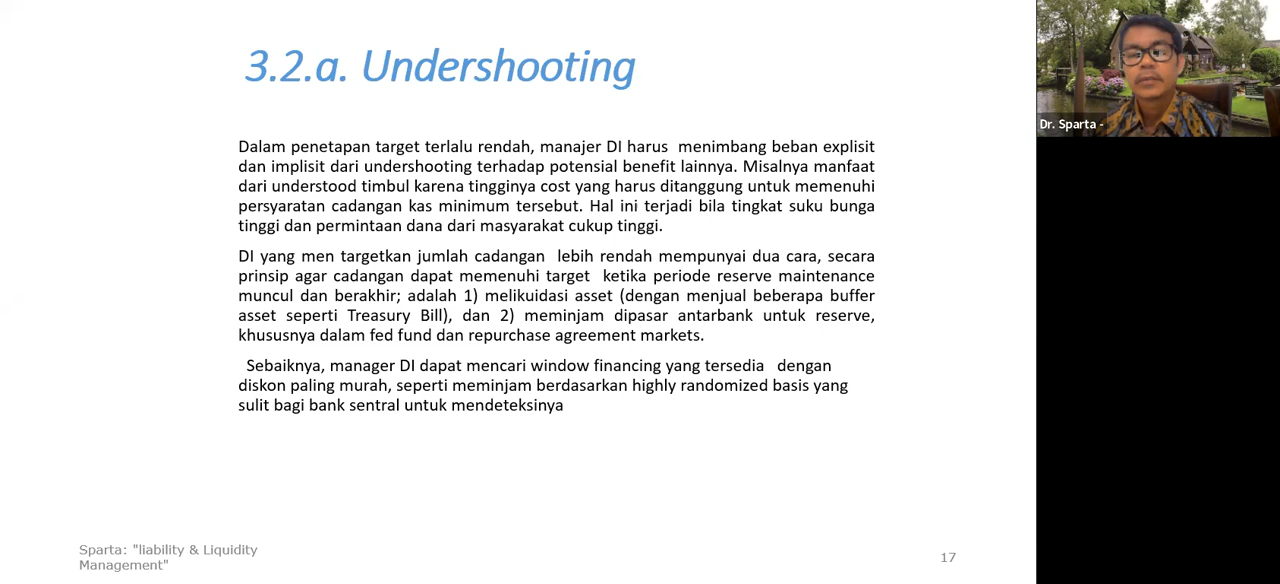 3.2.a. Undershooting
Dalam penetapan target terlalu rendah, manajer DI harus menimbang beban explisit
dan implisit dari undershooting terhadap potensial benefit lainnya. Misalnya manfaat
dari understood timbul karena tingginya cost yang harus ditanggung untuk memenuhi
persyaratan cadangan kas minimum tersebut. Hal ini terjadi bila tingkat suku bunga
tinggi dan permintaan dana dari masyarakat cukup tinggi.
DI yang men targetkan jumlah cadangan lebih rendah mempunyai dua cara, secara
prinsip agar cadangan dapat memenuhi target ketika periode reserve maintenance
muncul dan berakhir; adalah 1) melikuidasi asset (dengan menjual beberapa buffer
asset seperti Treasury Bill), dan 2) meminjam dipasar antarbank untuk reserve,
khususnya dalam fed fund dan repurchase agreement markets.
Sebaiknya, manager DI dapat mencari window financing yang tersedia dengan
diskon paling murah, seperti meminjam berdasarkan highly randomized basis yang
sulit bagi bank sentral untuk mendeteksinya
Sparta: "liability & Liquidity
Management"
17
Dr. Sparta -